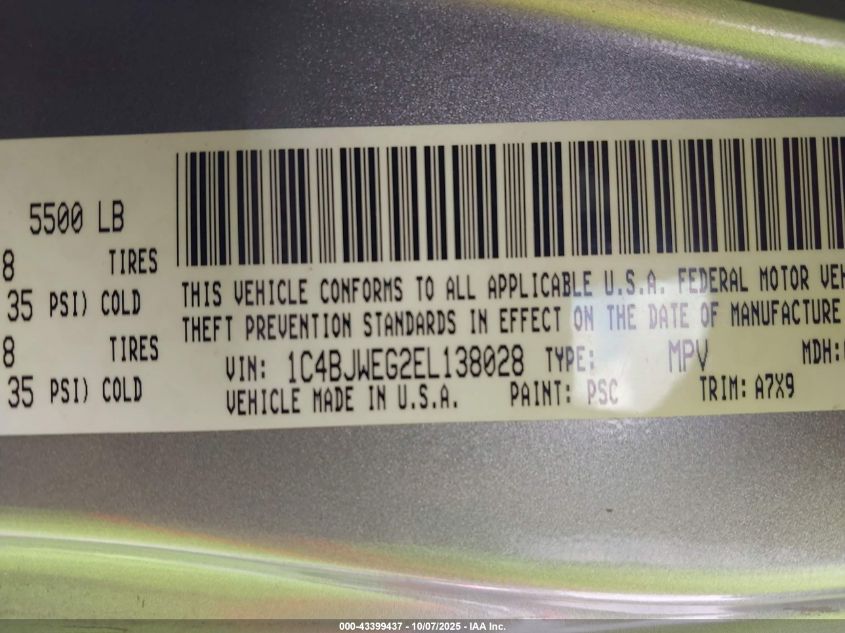 5500 LB
8 TIRES
35 PSI) COLD
8 TIRES
35 PSI) COLD
THIS VEHICLE CONFORMS TO ALL APPLICABLE U.S.A. FEDERAL MOTOR VEH
THEFT PREVENTION STANDARDS IN EFFECT ON THE DATE OF MANUFACTURE
VIN: 1C4BJWEG2EL138028 TYPE: MPV MDH:
VEHICLE MADE IN U.S.A. PAINT: PSC TRIM: A7X9
000-43399437 - 10/07/2025 - IAA Inc.